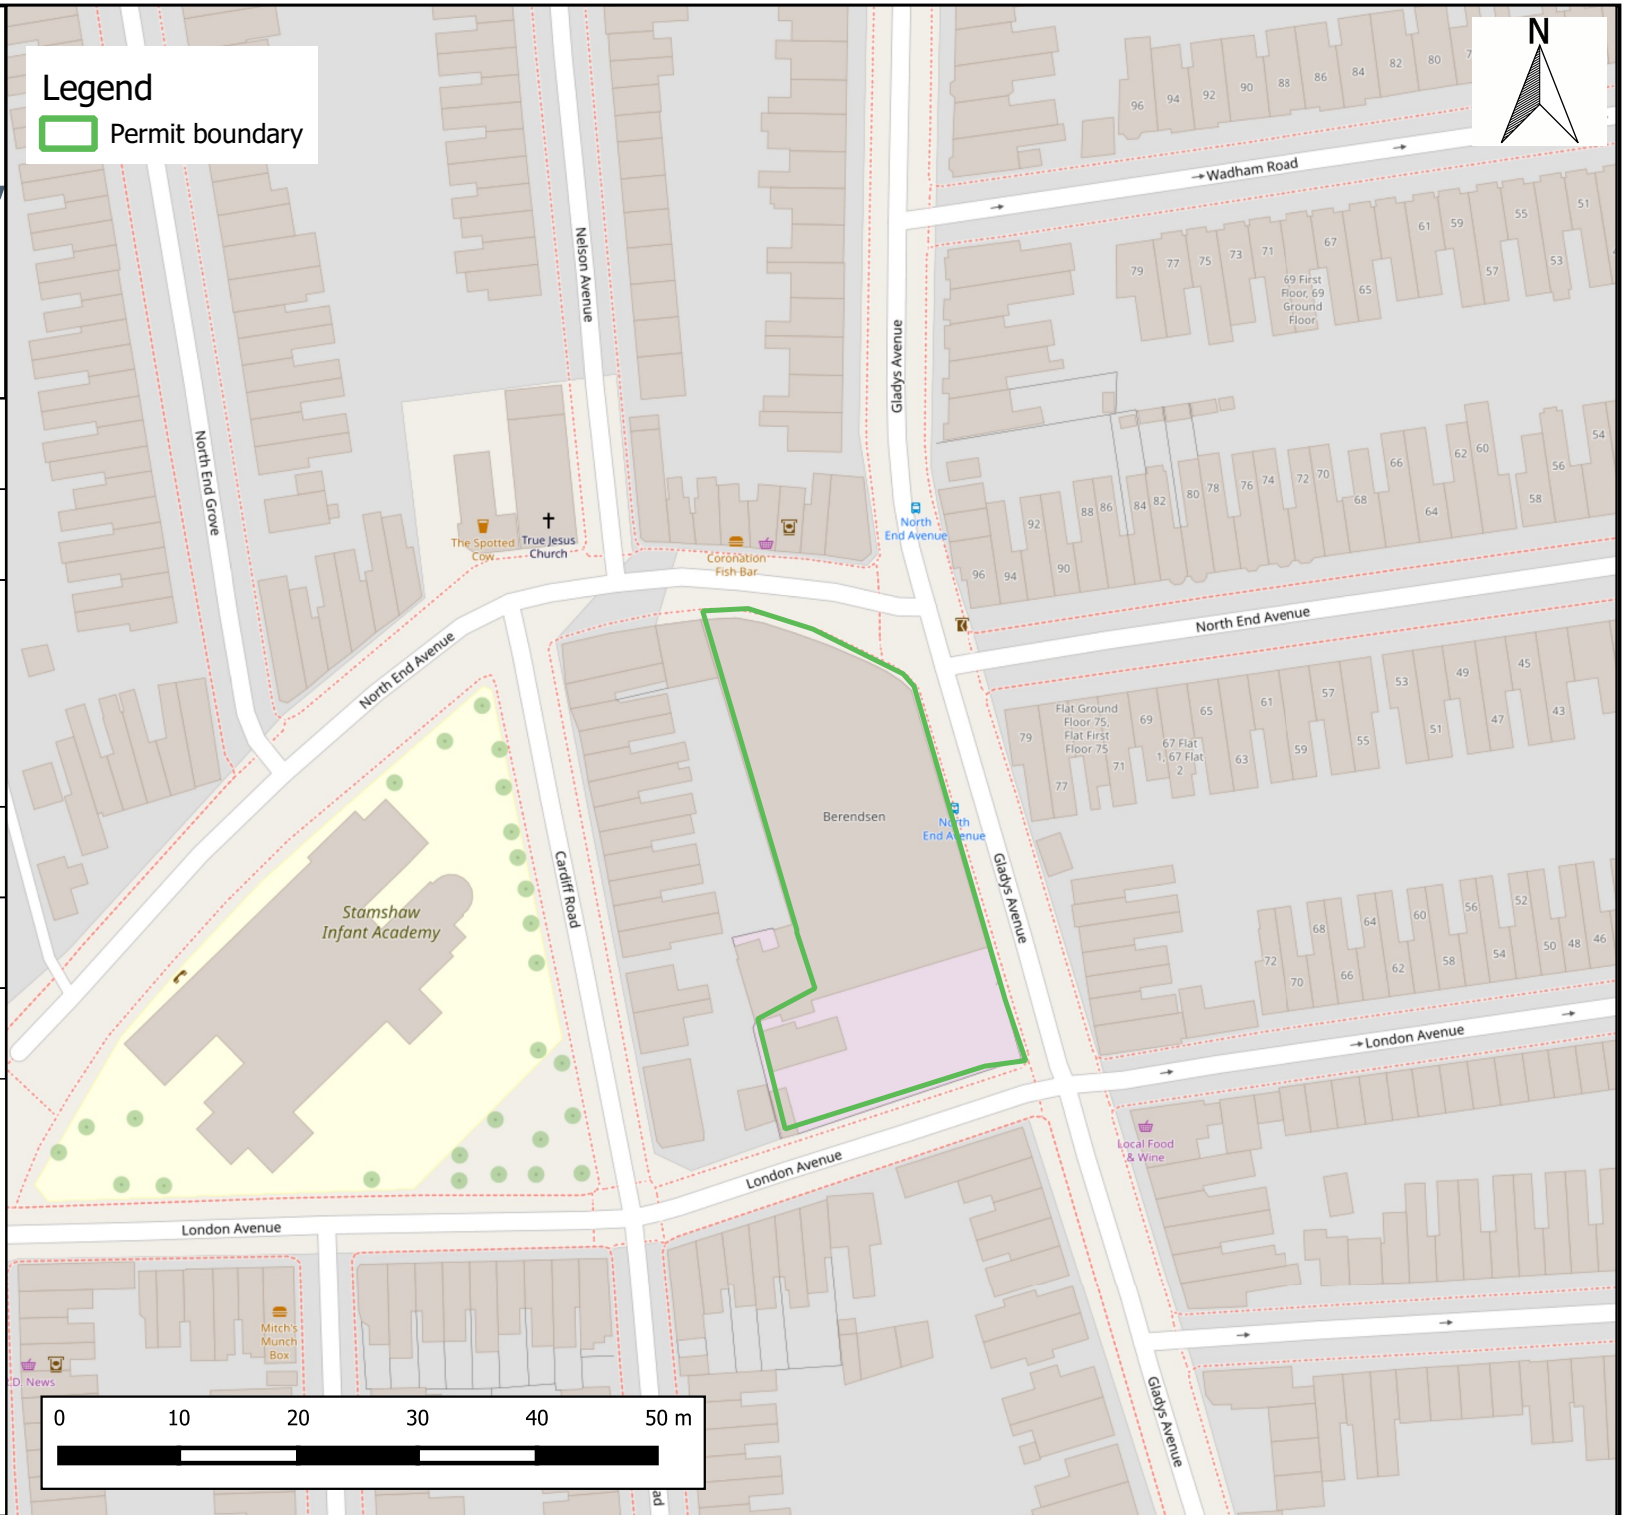 Legend
Permit boundary
N
96
94
92
90
88
86
84
82
80
Wadham Road
79
77
75
73
71
69 First
Floor, 69
Ground
Floor
67
65
61
59
57
55
53
51
Nelson Avenue
Gladys Avenue
North End Grove
The Spotted
Cow
True Jesus
Church
Coronation
Fish Bar
North
End Avenue
96
94
92
90
88
86
84
82
80
78
76
74
72
70
68
66
64
62
60
58
56
54
North End Avenue
North End Avenue
79
77
Flat Ground
Floor 75,
Flat First
Floor 75
71
69
67 Flat
1, 67 Flat
2
65
63
61
59
57
55
53
51
49
47
45
43
Berendsen
North
End Avenue
Gladys Avenue
Cardiff Road
Stamshaw
Infant Academy
72
70
68
66
64
62
60
58
56
54
52
50
48
46
London Avenue
Local Food
& Wine
London Avenue
London Avenue
Mitch's
Munch
Box
D. News
Gladys Avenue
ad
0 10 20 30 40 50 m